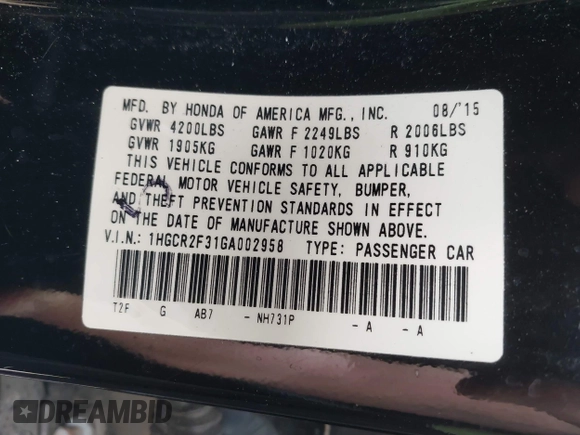 MFD. BY HONDA OF AMERICA MFG., INC. 08/'15
GVWR 4200LBS GAWR F 2249LBS R 2006LBS
GVWR 1905KG GAWR F 1020KG R 910KG
THIS VEHICLE CONFORMS TO ALL APPLICABLE
FEDERAL MOTOR VEHICLE SAFETY, BUMPER,
AND THEFT PREVENTION STANDARDS IN EFFECT
ON THE DATE OF MANUFACTURE SHOWN ABOVE.
V.I.N.: 1HGCR2F31GA002958 TYPE: PASSENGER CAR
T2F G AB7 - NH731P - A - A
DREAMBID